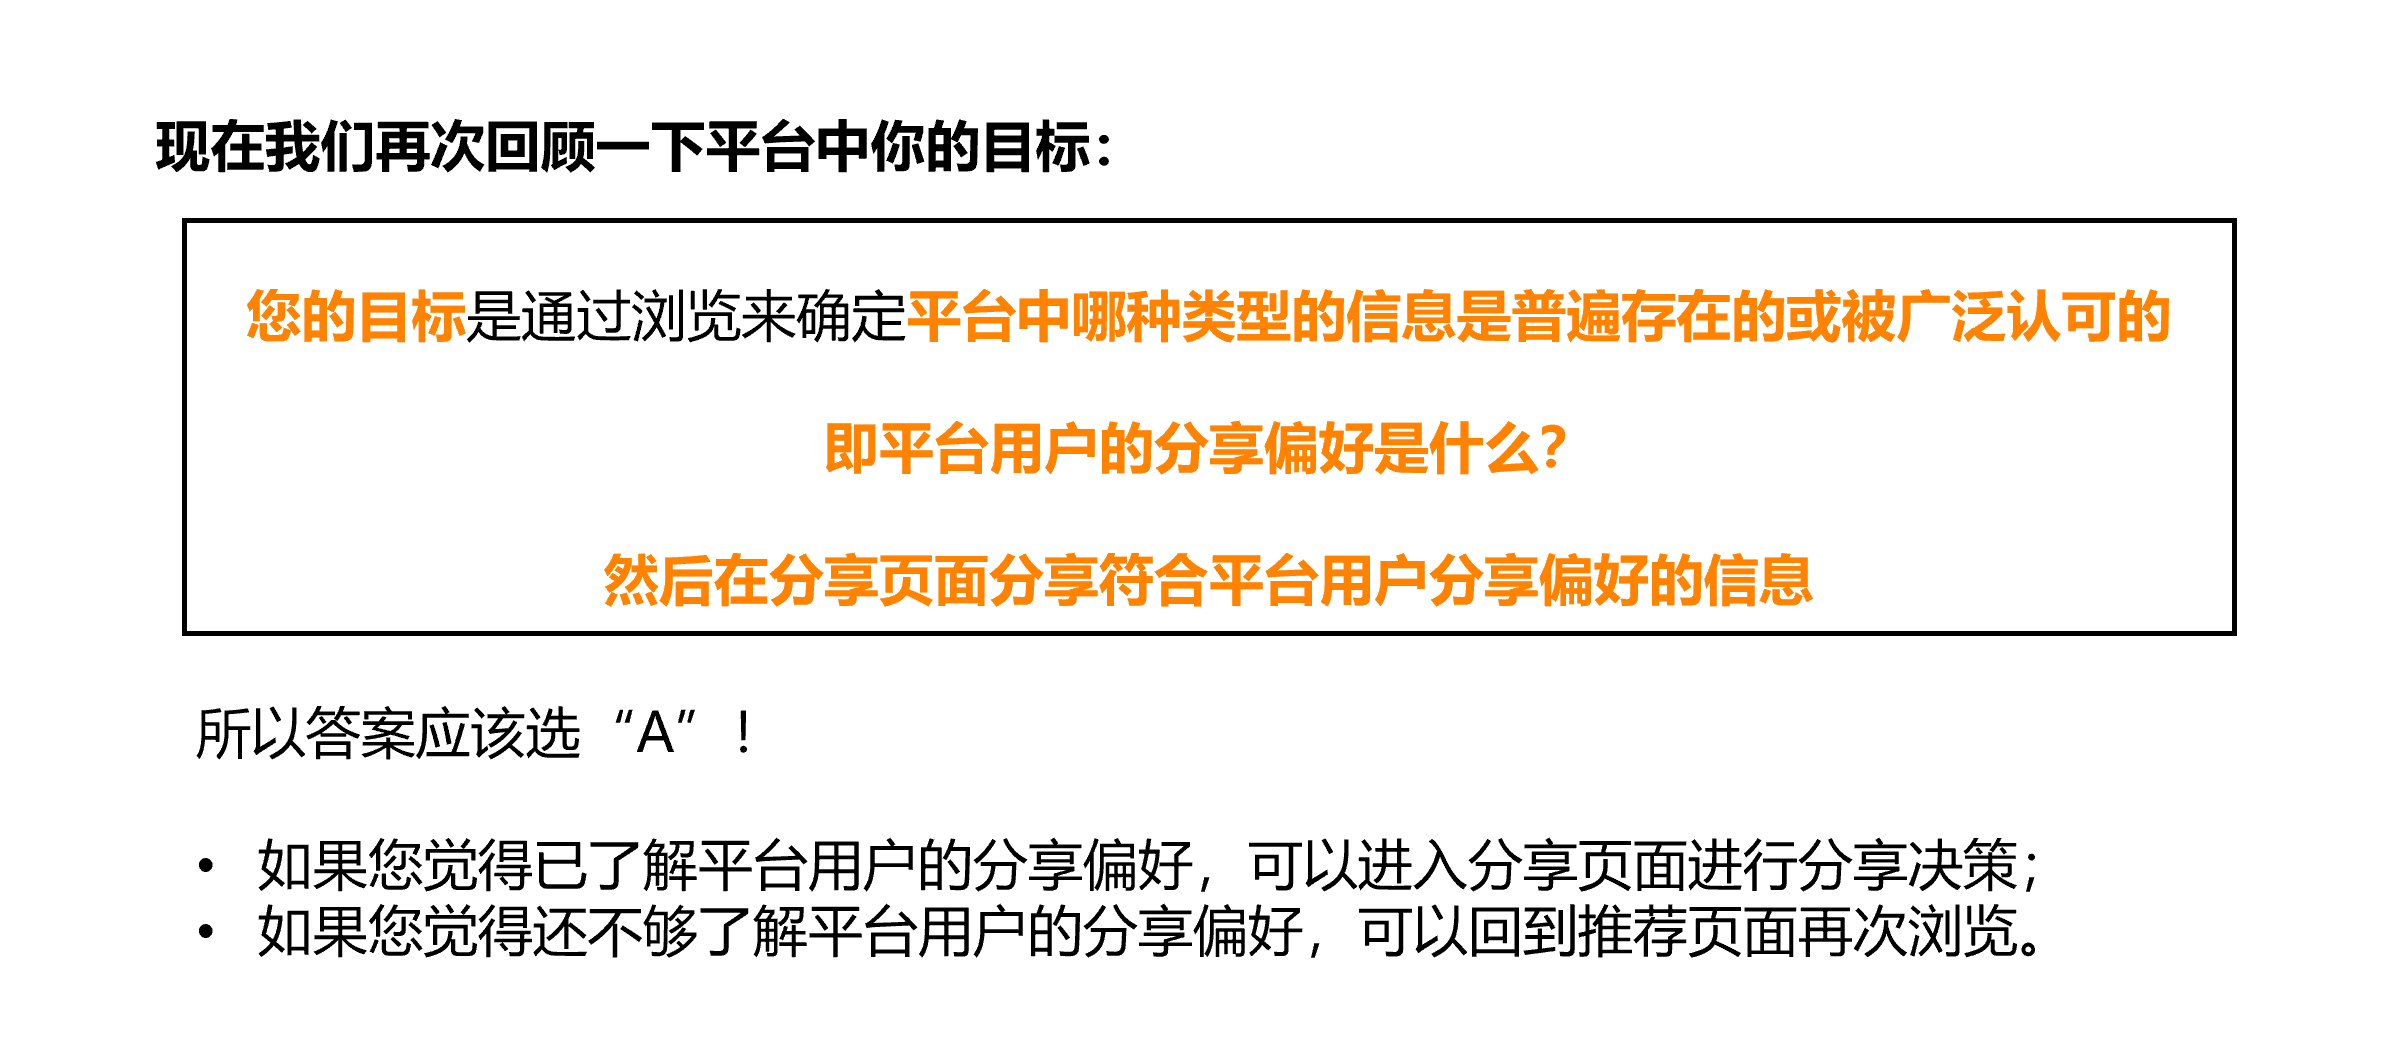 现在我们再次回顾一下平台中你的目标：
您的目标是通过浏览来确定平台中哪种类型的信息是普遍存在的或被广泛认可的
即平台用户的分享偏好是什么？
然后在分享页面分享符合平台用户分享偏好的信息
所以答案应该选“A”！
• 如果您觉得已了解平台用户的分享偏好，可以进入分享页面进行分享决策；
• 如果您觉得还不够了解平台用户的分享偏好，可以回到推荐页面再次浏览。